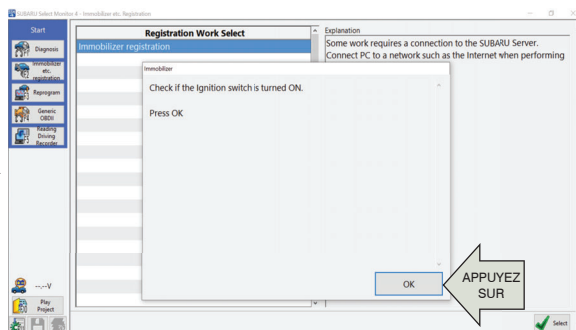 SUBARU Select Monitor 4 - Immobilizer etc. Registration
Start
Diagnosis
Immobilizer
etc.
registration
Reprogram
Generic
OBDII
Reading
Driving
Recorder
--.--V
Play
Project
Registration Work Select
Immobilizer registration
Explanation
Some work requires a connection to the SUBARU Server.
Connect PC to a network such as the Internet when performing
Immobilizer
Check if the Ignition switch is turned ON.
Press OK
OK
APPUYEZ
SUR
Select